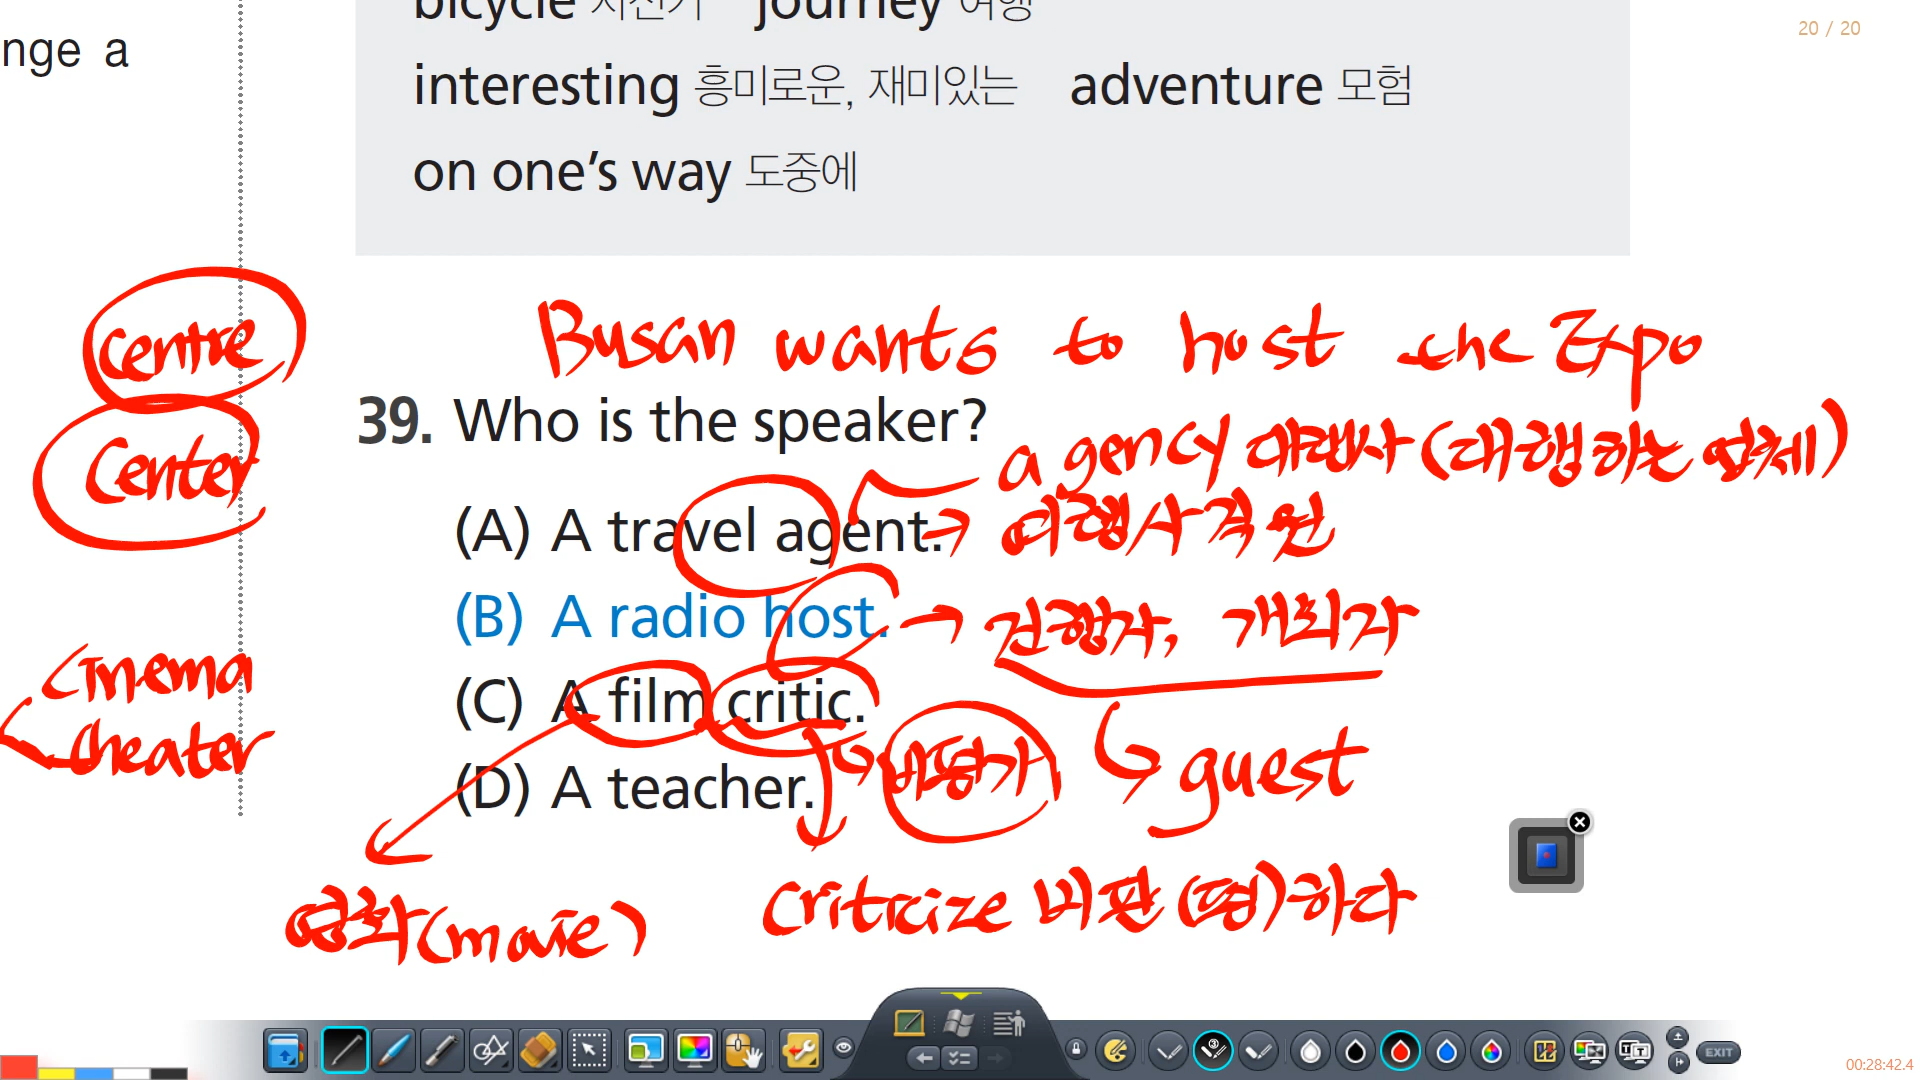 20 / 20
nge a
bicycle 자전거 journey 여행
interesting 흥미로운, 재미있는 adventure 모험
on one's way 도중에
centre
Center
Busan wants to host the Expo
39. Who is the speaker?
agency 대행사 (대행하는 업체)
(A) A travel agent. → 여행사 직원
(B) A radio host. → 진행자, 개최자
(C) A film critic.
비평가
guest
(D) A teacher.
cinema
theater
영화 (movie)
criticize 비판(평)하다
EXIT
00:28:42.4